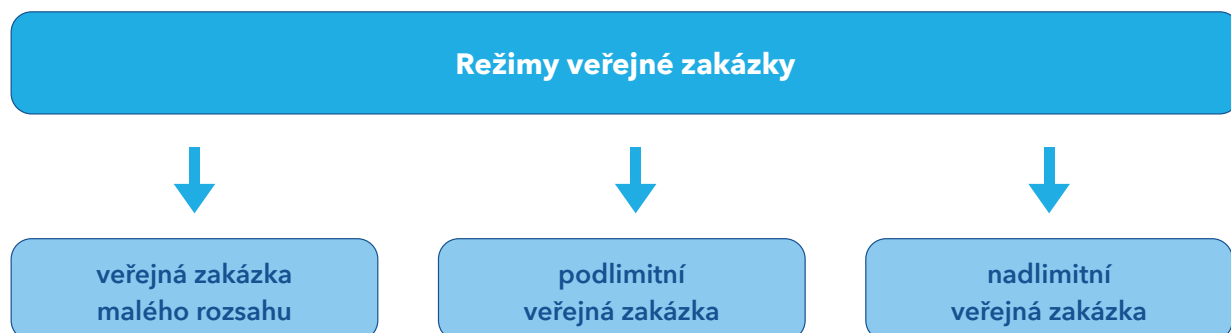 Režimy veřejné zakázky
veřejná zakázka
malého rozsahu
podlimitní
veřejná zakázka
nadlimitní
veřejná zakázka